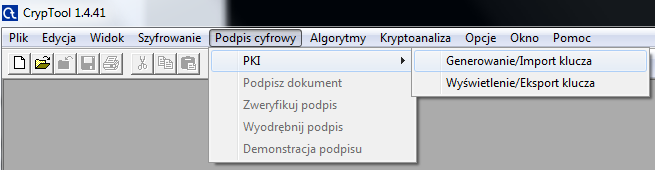 CrypTool 1.4.41
Plik Edycja Widok Szyfrowanie Podpis cyfrowy Algorytmy Kryptoanaliza Opcje Okno Pomoc
PKI Generowanie/Import klucza
Podpisz dokument Wyświetlenie/Eksport klucza
Zweryfikuj podpis
Wyodrębnij podpis
Demonstracja podpisu